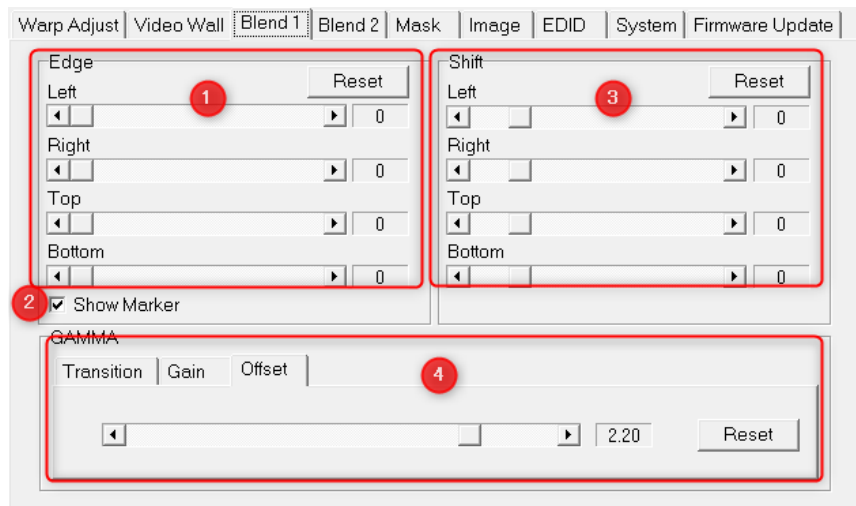 Warp Adjust Video Wall Blend 1 Blend 2 Mask Image EDID System Firmware Update
Edge
Reset
Left
1
0
Right
0
Top
0
Bottom
0
2
Show Marker
Shift
Reset
Left
3
0
Right
0
Top
0
Bottom
0
GAMMA
Transition Gain Offset
4
2.20 Reset